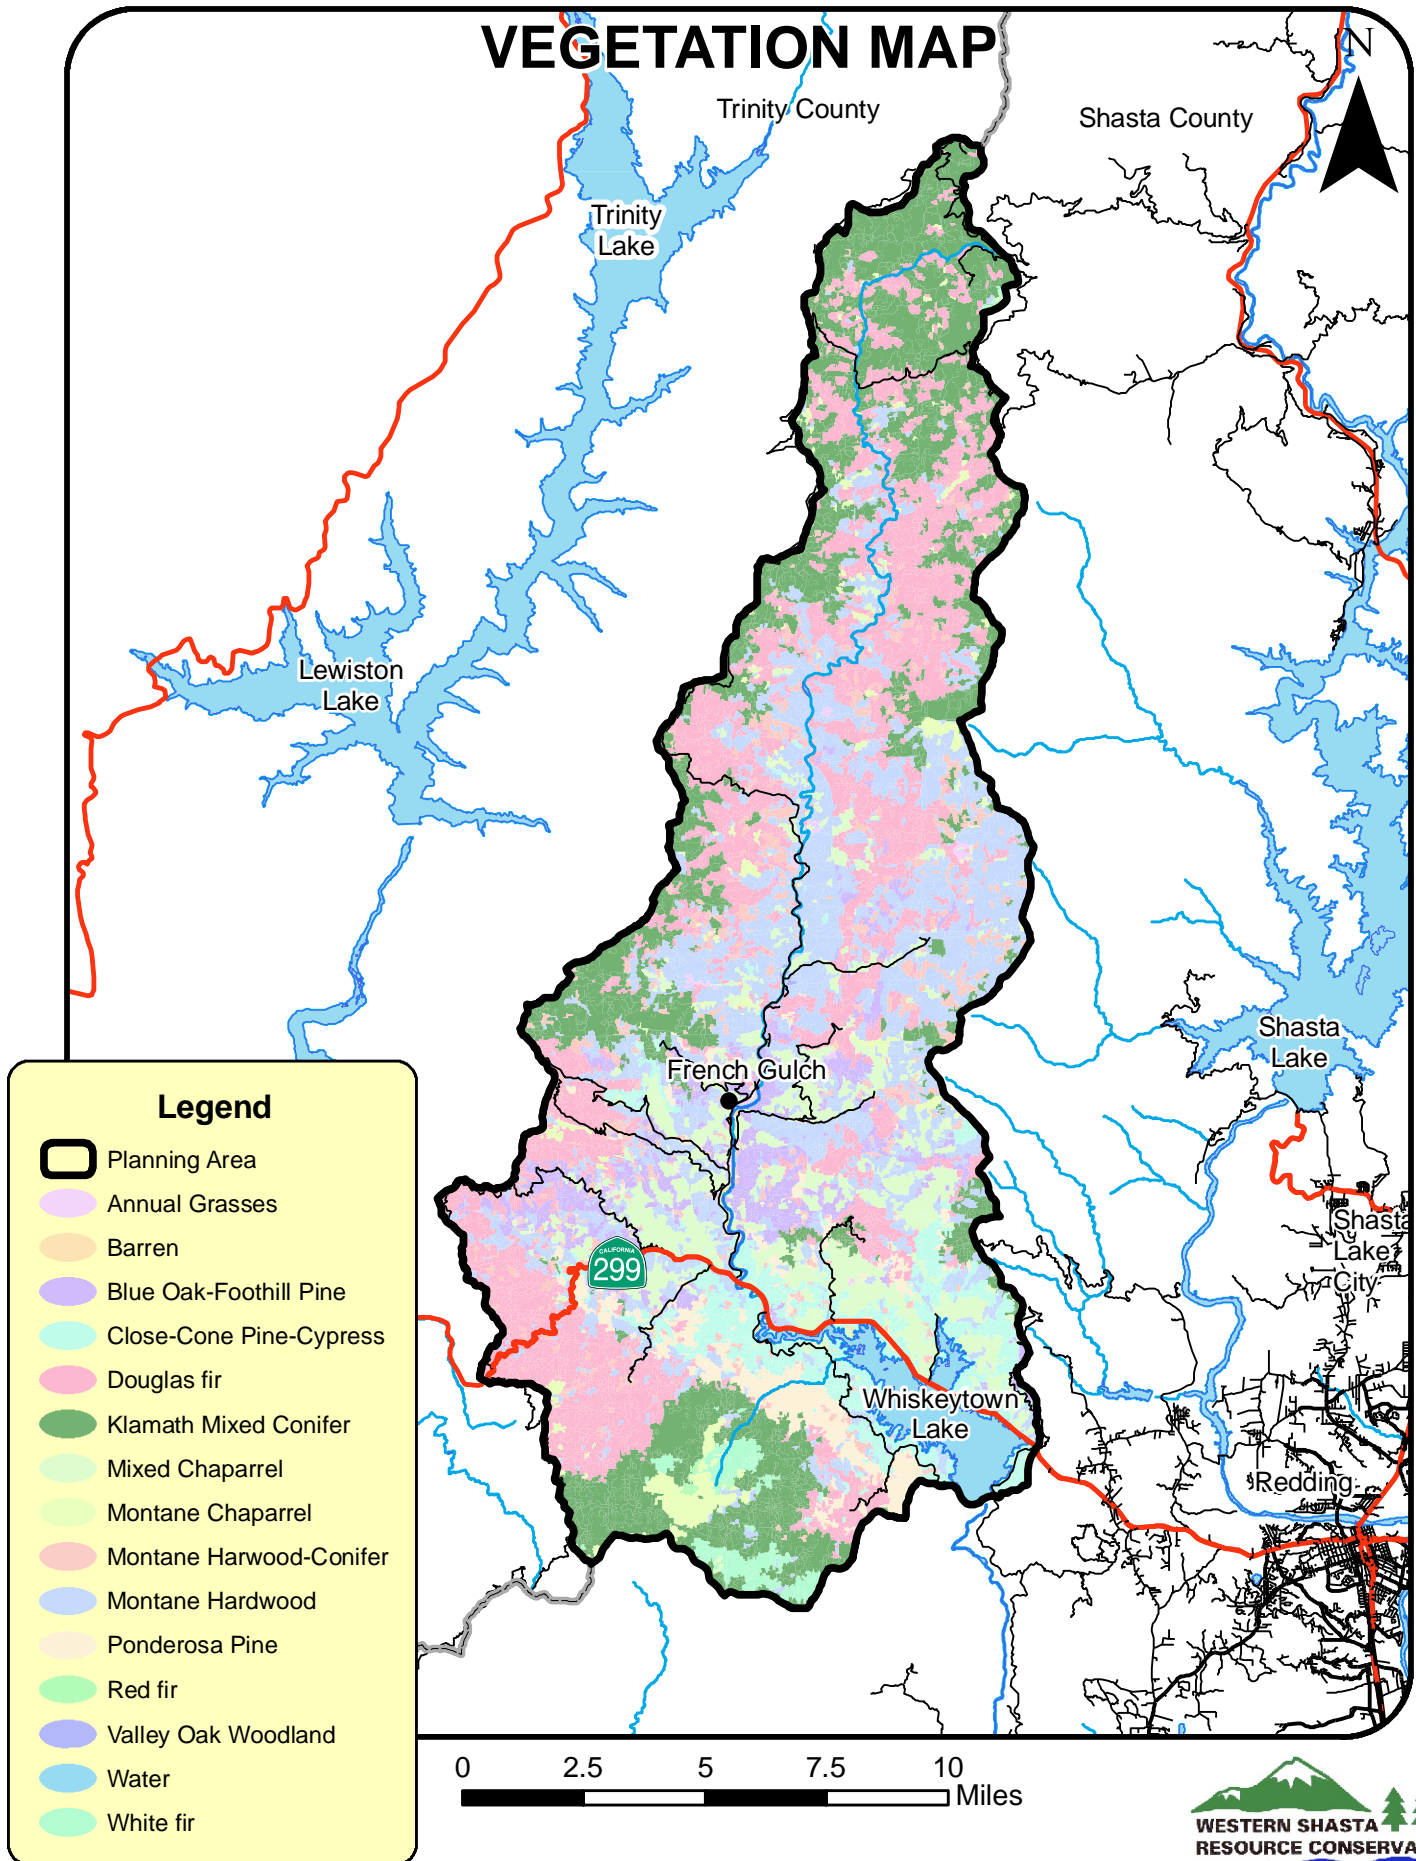 VEGETATION MAP
N
Trinity County
Shasta County
Trinity
Lake
Lewiston
Lake
French Gulch
Shasta
Lake
CALIFORNIA
299
Shasta
Lake
City
Whiskeytown
Lake
Redding
Legend
Planning Area
Annual Grasses
Barren
Blue Oak-Foothill Pine
Close-Cone Pine-Cypress
Douglas fir
Klamath Mixed Conifer
Mixed Chaparrel
Montane Chaparrel
Montane Harwood-Conifer
Montane Hardwood
Ponderosa Pine
Red fir
Valley Oak Woodland
Water
White fir
0 2.5 5 7.5 10
Miles
WESTERN SHASTA
RESOURCE CONSERVA